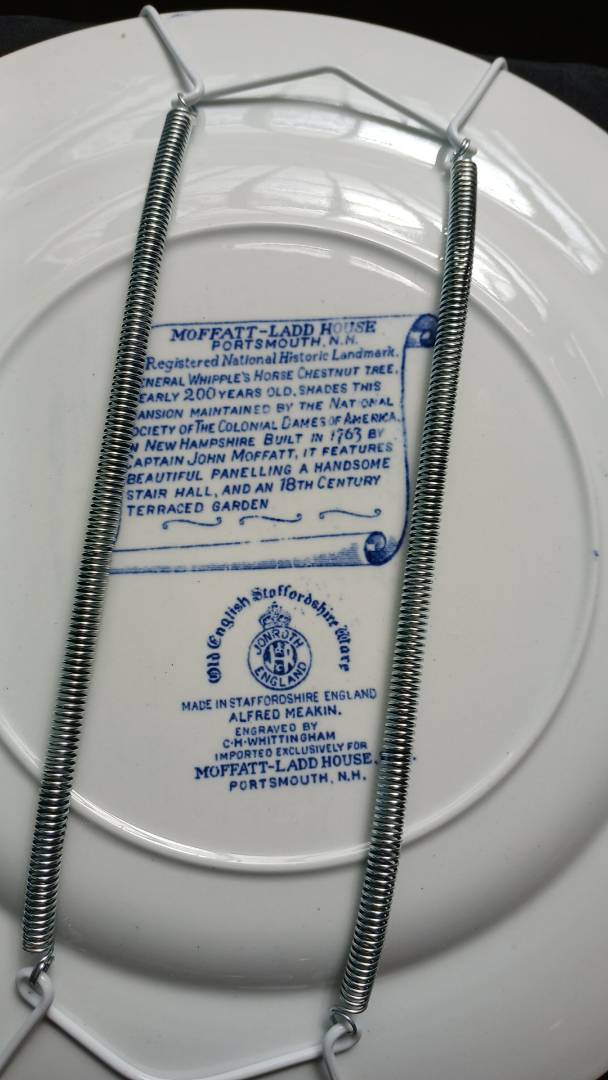 MOFFATT-LADD HOUSE
PORTSMOUTH, N.H.
Registered National Historic Landmark.
ENERAL WHIPPLE'S HORSE CHESTNUT TREE,
EARLY 200 YEARS OLD, SHADES THIS
ANSION MAINTAINED BY THE NATIONAL
OCIETY OF THE COLONIAL DAMES OF AMERICA
N NEW HAMPSHIRE BUILT IN 1763 BY
APTAIN JOHN MOFFATT, IT FEATURES
BEAUTIFUL PANELLING A HANDSOME
STAIR HALL, AND AN 18TH CENTURY
TERRACED GARDEN
Old English Staffordshire Ware
JONROTH
ENGLAND
MADE IN STAFFORDSHIRE ENGLAND
ALFRED MEAKIN.
ENGRAVED BY
C·H·WHITTINGHAM
IMPORTED EXCLUSIVELY FOR
MOFFATT-LADD HOUSE,
PORTSMOUTH, N.H.